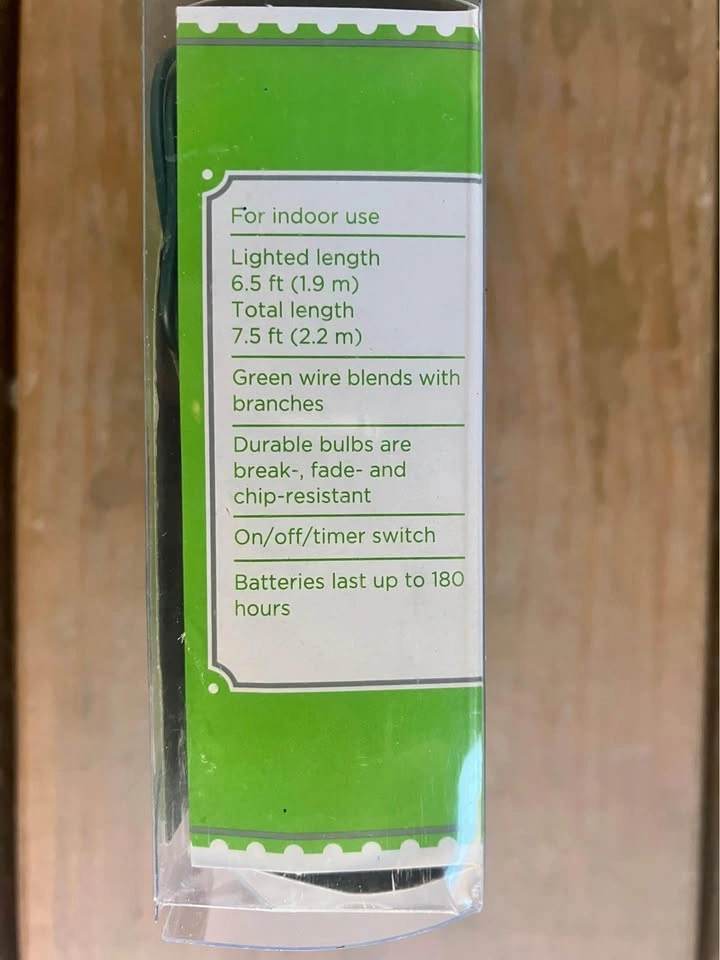 For indoor use
Lighted length
6.5 ft (1.9 m)
Total length
7.5 ft (2.2 m)
Green wire blends with
branches
Durable bulbs are
break-, fade- and
chip-resistant
On/off/timer switch
Batteries last up to 180
hours